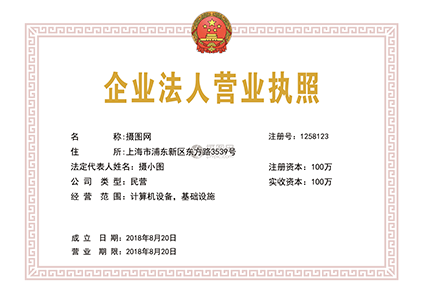 企业法人营业执照
名 称:摄图网 注册号：1258123
住 所:上海市浦东新区东方路3539号
法定代表人姓名：摄小图 注册资本：100万
公 司 类 型：民营 实收资本：100万
经 营 范 围：计算机设备，基础设施
成 立 日 期：2018年8月20日
营 业 期 限：2018年8月20日